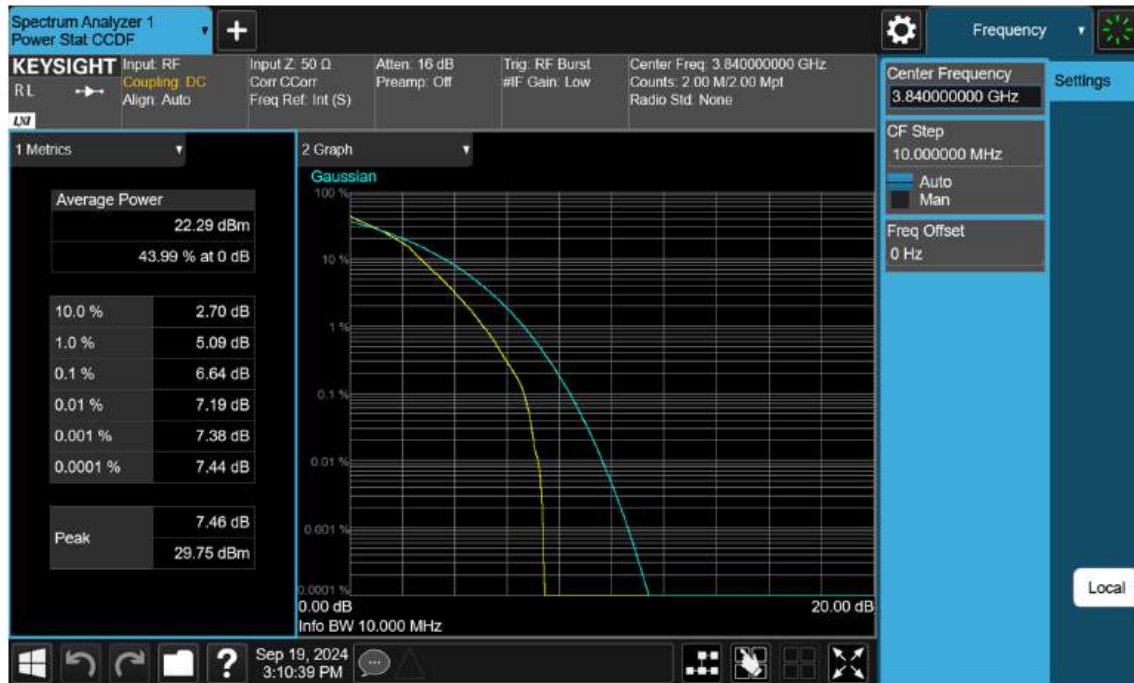 Spectrum Analyzer 1
Power Stat CCDF
Frequency
KEYSIGHT
R L
LXI
Input: RF
Coupling: DC
Align: Auto
Input Z: 50 Ω
Corr CCorr
Freq Ref: Int (S)
Atten: 16 dB
Preamp: Off
Trig: RF Burst
#IF Gain: Low
Center Freq: 3.840000000 GHz
Counts: 2.00 M/2.00 Mpt
Radio Std: None
Center Frequency
3.840000000 GHz
Settings
CF Step
10.000000 MHz
Auto
Man
Freq Offset
0 Hz
1 Metrics
Average Power
22.29 dBm
43.99 % at 0 dB
10.0 % 2.70 dB
1.0 % 5.09 dB
0.1 % 6.64 dB
0.01 % 7.19 dB
0.001 % 7.38 dB
0.0001 % 7.44 dB
Peak
7.46 dB
29.75 dBm
2 Graph
Gaussian
100 %
10 %
1 %
0.1 %
0.01 %
0.001 %
0.0001 %
0.00 dB 20.00 dB
Info BW 10.000 MHz
Local
?
Sep 19, 2024
3:10:39 PM